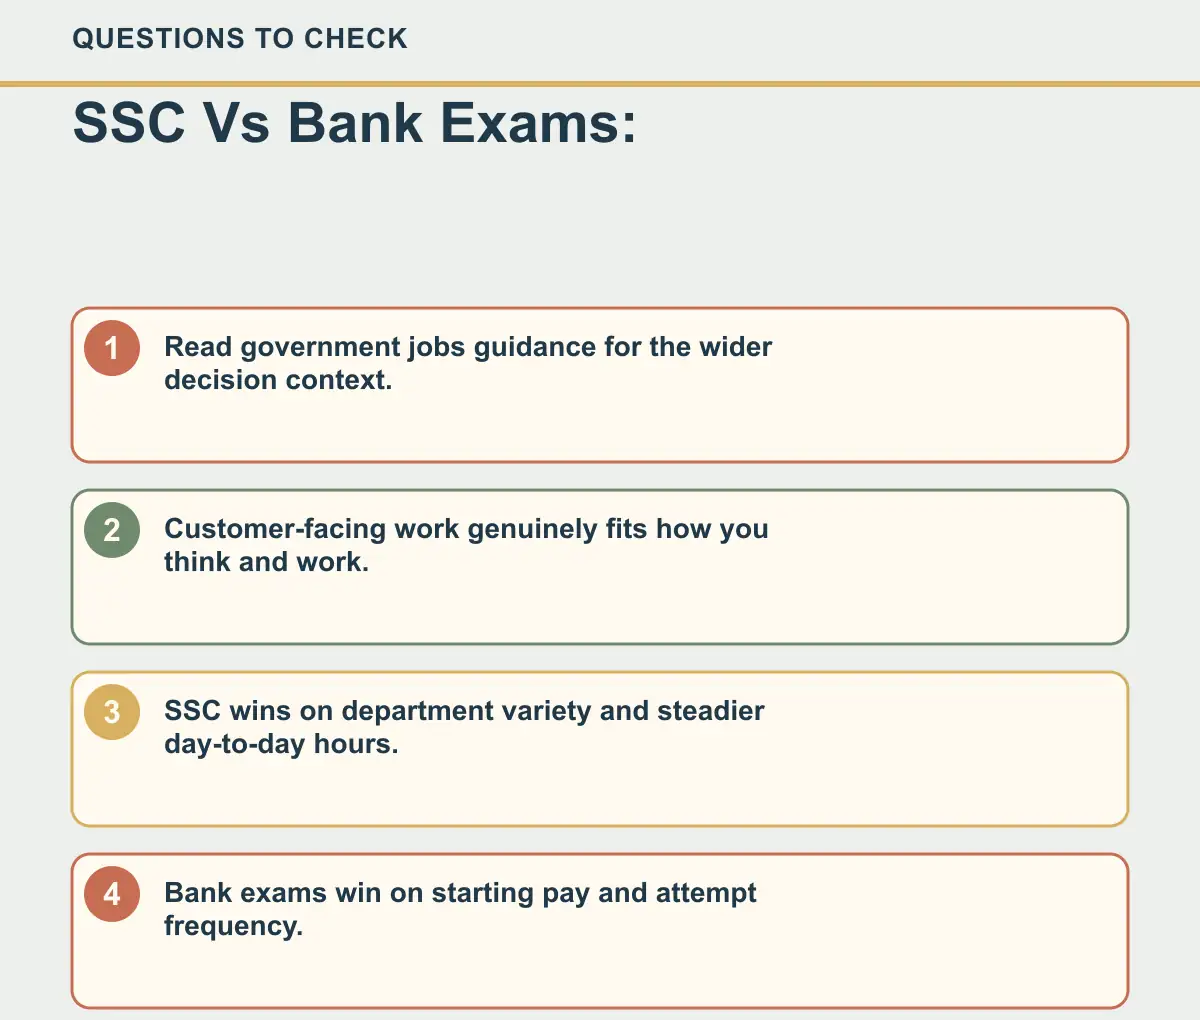 QUESTIONS TO CHECK
SSC Vs Bank Exams:
1
Read government jobs guidance for the wider
decision context.
2
Customer-facing work genuinely fits how you
think and work.
3
SSC wins on department variety and steadier
day-to-day hours.
4
Bank exams win on starting pay and attempt
frequency.